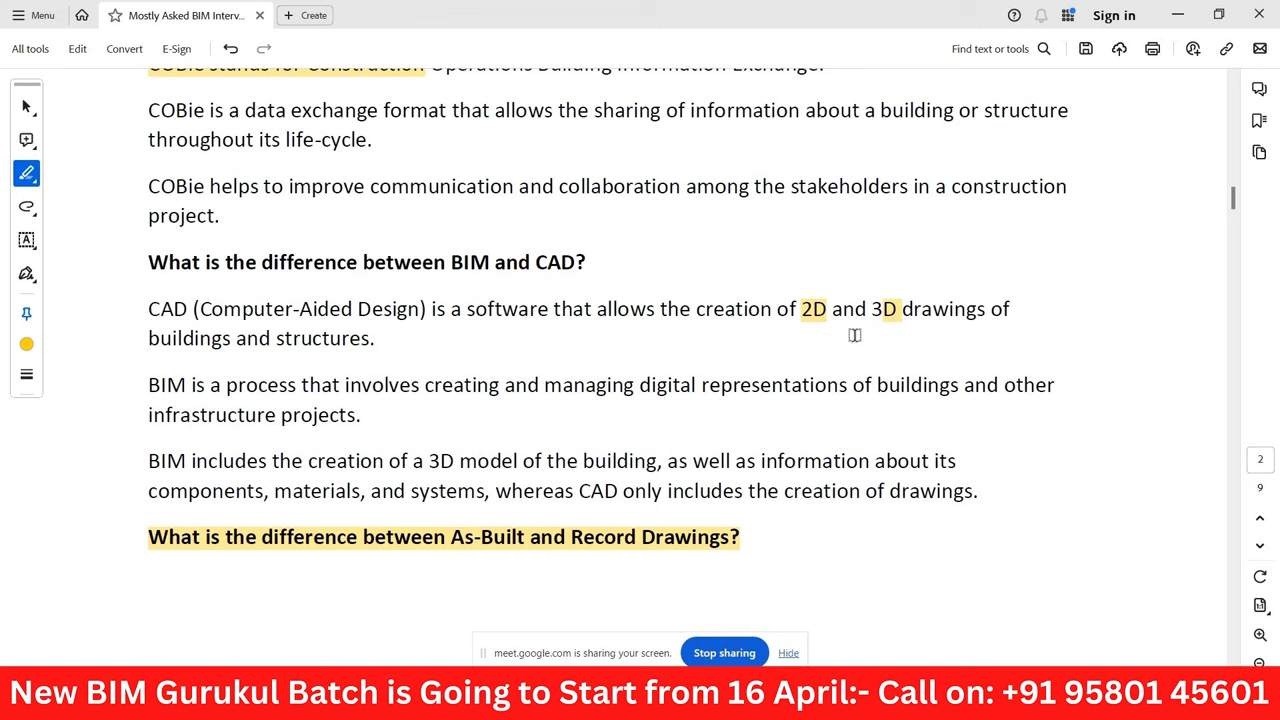 Menu
Mostly Asked BIM Interv...
Create
Sign in
All tools
Edit
Convert
E-Sign
Find text or tools
COBie stands for Construction Operations Building Information Exchange.
COBie is a data exchange format that allows the sharing of information about a building or structure
throughout its life-cycle.
COBie helps to improve communication and collaboration among the stakeholders in a construction
project.
What is the difference between BIM and CAD?
CAD (Computer-Aided Design) is a software that allows the creation of 2D and 3D drawings of
buildings and structures.
BIM is a process that involves creating and managing digital representations of buildings and other
infrastructure projects.
BIM includes the creation of a 3D model of the building, as well as information about its
components, materials, and systems, whereas CAD only includes the creation of drawings.
What is the difference between As-Built and Record Drawings?
2
9
meet.google.com is sharing your screen.
Stop sharing
Hide
New BIM Gurukul Batch is Going to Start from 16 April:- Call on: +91 95801 45601